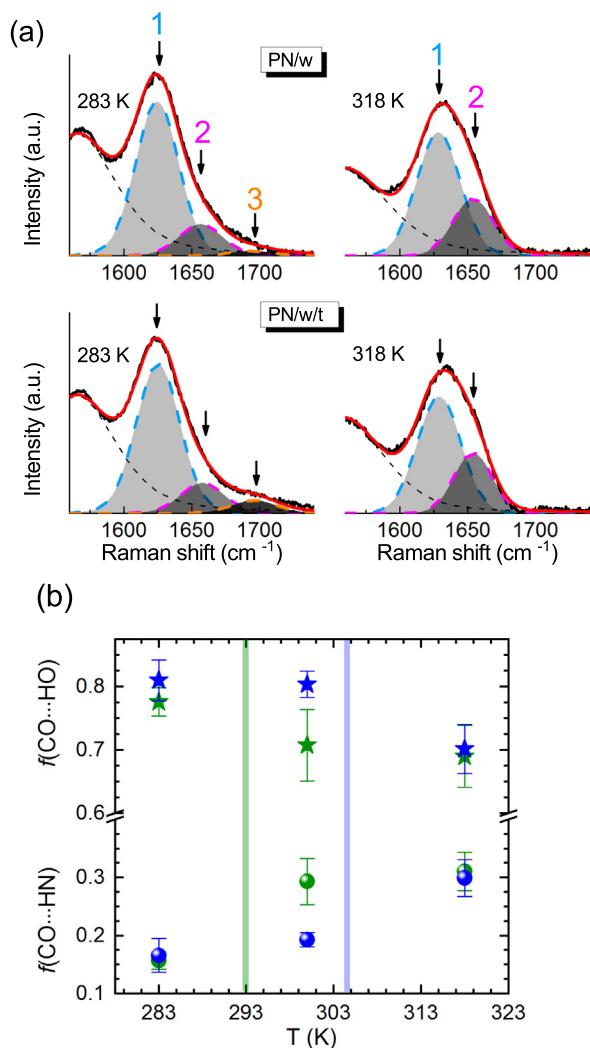 (a)
1
PN/w
1
283 K
2
318 K
2
3
Intensity (a.u.)
1600 1650 1700
1600 1650 1700
PN/w/t
283 K
318 K
Intensity (a.u.)
1600 1650 1700
1600 1650 1700
Raman shift (cm -1)
Raman shift (cm -1)
(b)
f(CO···HO)
0.8
0.7
0.6
f(CO···HN)
0.3
0.2
0.1
283 293 303 313 323
T (K)